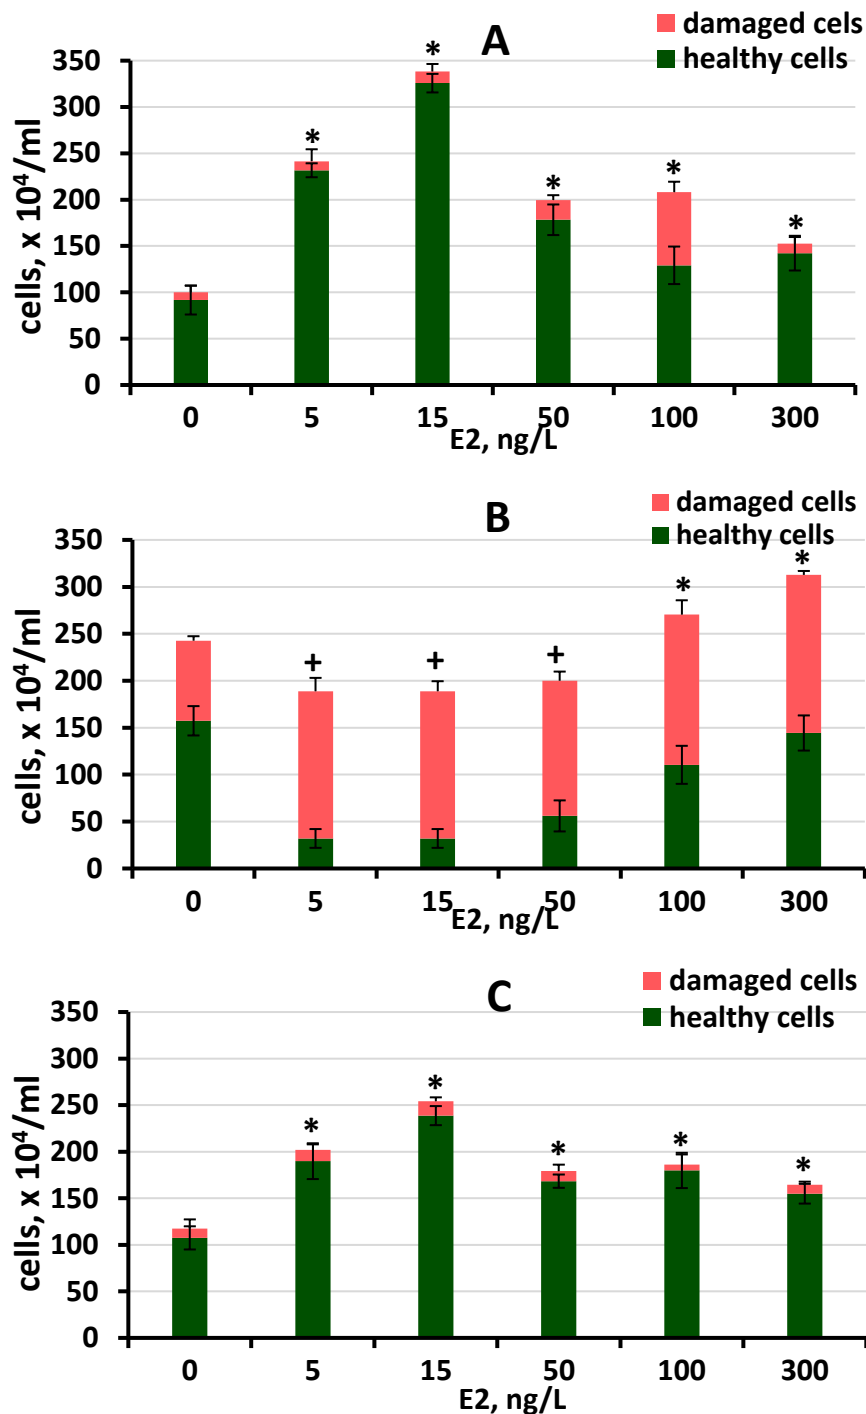 A
damaged cels
healthy cells
cells, x 10⁴/ml
350
300
250
200
150
100
50
0
*
*
*
*
*
0 5 15 50 100 300
E2, ng/L
B
damaged cells
healthy cells
cells, x 10⁴/ml
350
300
250
200
150
100
50
0
+
+
+
*
*
0 5 15 50 100 300
E2, ng/L
C
damaged cells
healthy cells
cells, x 10⁴/ml
350
300
250
200
150
100
50
0
*
*
*
*
*
0 5 15 50 100 300
E2, ng/L